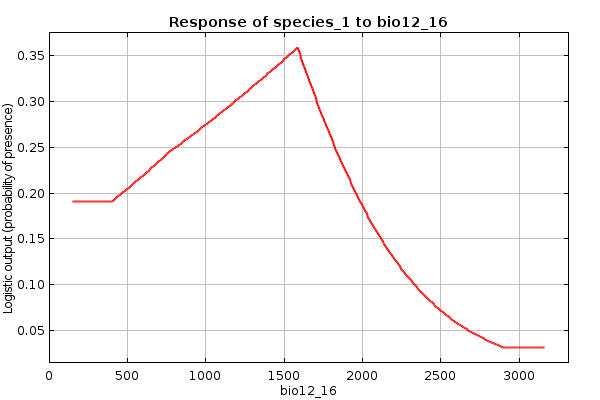 Response of species_1 to bio12_16
Logistic output (probability of presence)
0.35
0.30
0.25
0.20
0.15
0.10
0.05
0 500 1000 1500 2000 2500 3000
bio12_16